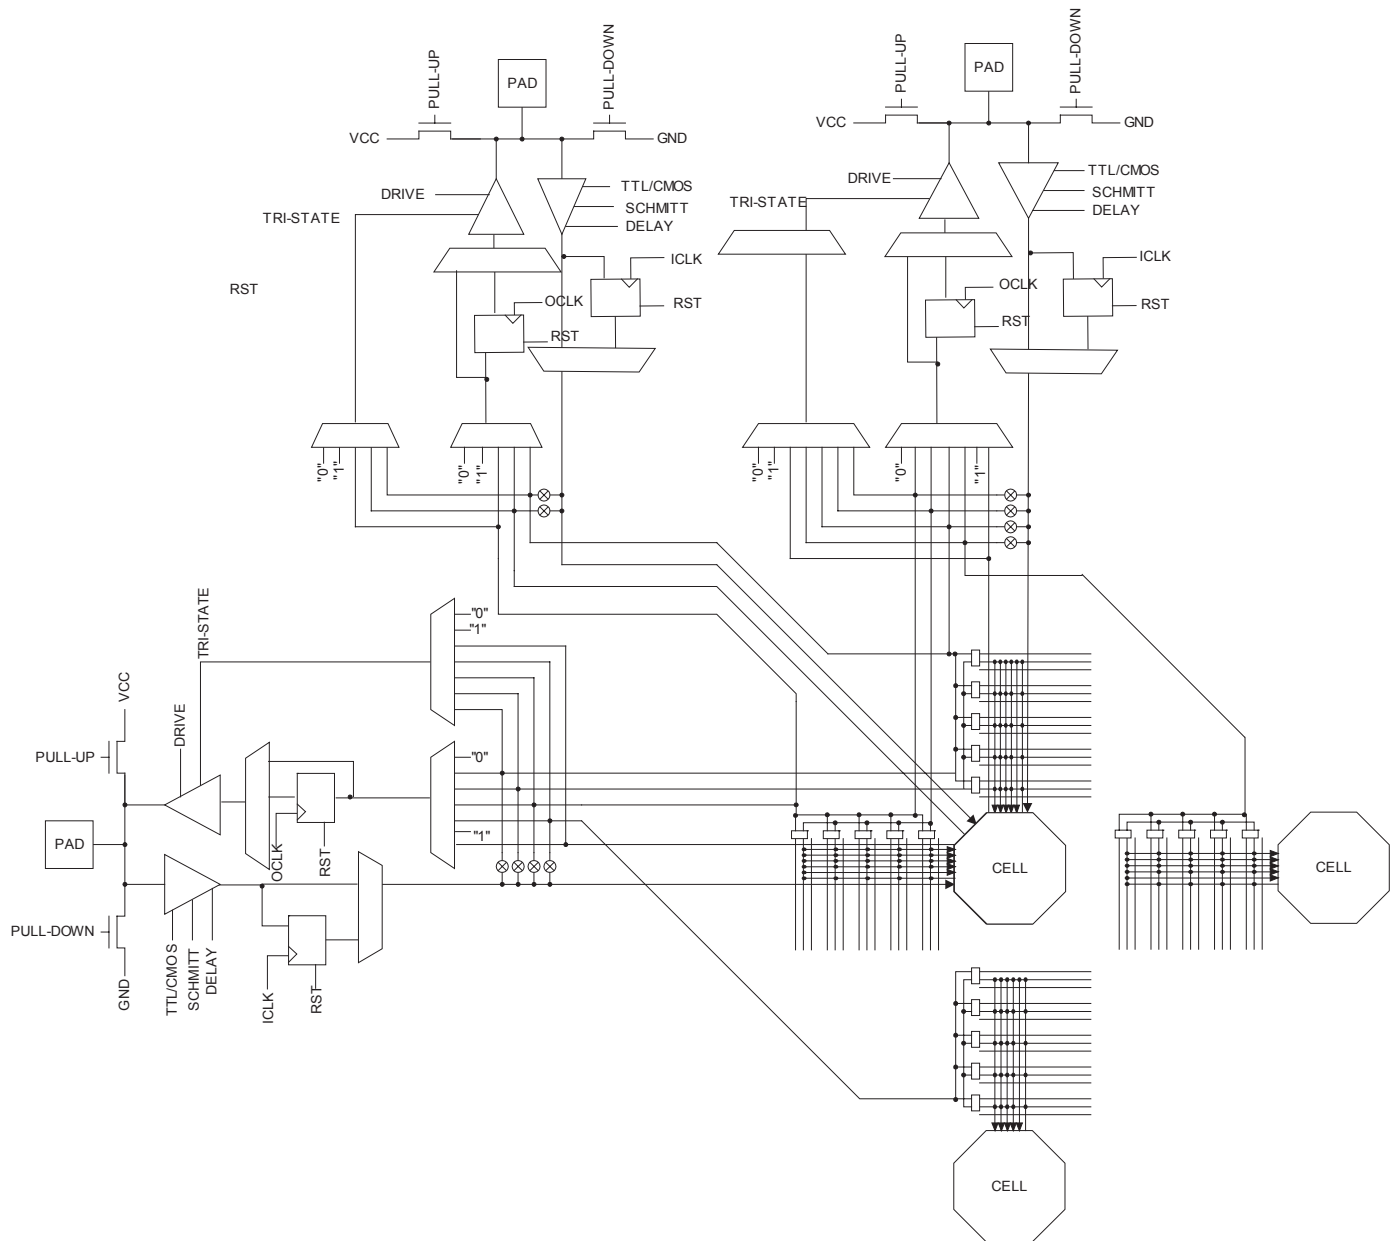 PULL-UP
PAD
PULL-DOWN
VCC
GND
DRIVE
TTL/CMOS
SCHMITT
DELAY
TRI-STATE
ICLK
RST
OCLK
RST
RST
"0"
"1"
"0"
"1"
PULL-UP
PAD
PULL-DOWN
VCC
GND
DRIVE
TTL/CMOS
SCHMITT
DELAY
TRI-STATE
ICLK
RST
OCLK
RST
"0"
"1"
"0"
"1"
TRI-STATE
"0"
"1"
VCC
DRIVE
PULL-UP
"0"
PAD
OCLK
RST
"1"
PULL-DOWN
GND
TTL/CMOS
SCHMITT
DELAY
ICLK
RST
CELL
CELL
CELL